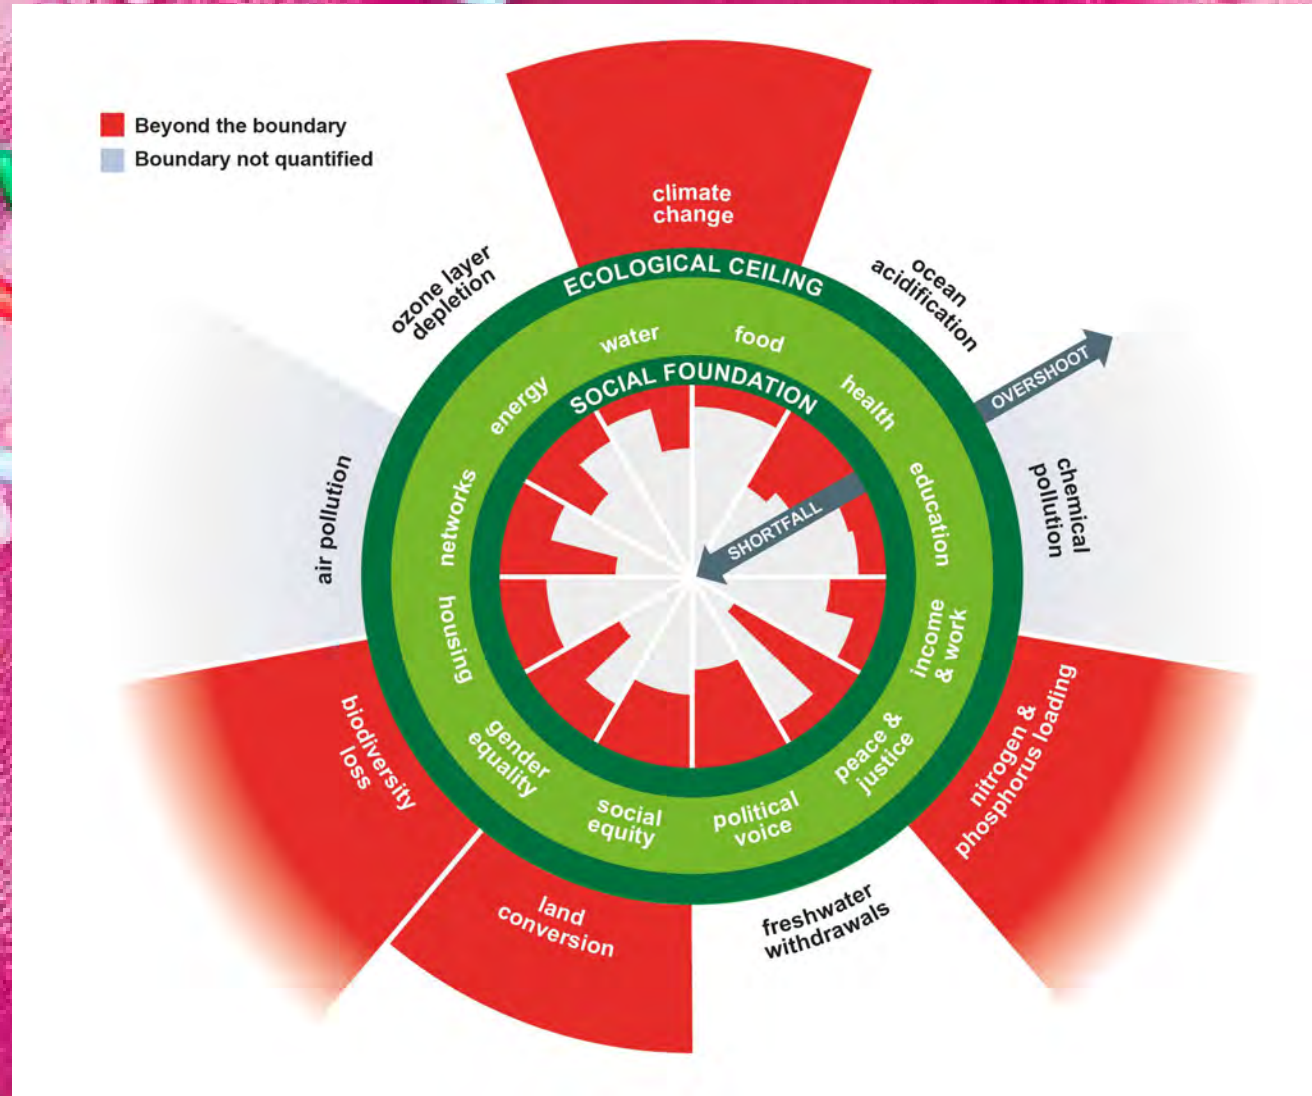 Beyond the boundary
Boundary not quantified
climate
change
ECOLOGICAL CEILING
ozone layer
depletion
ocean
acidification
water
food
SOCIAL FOUNDATION
energy
health
OVERSHOOT
networks
education
SHORTFALL
air pollution
chemical
pollution
housing
income
& work
biodiversity
loss
nitrogen &
phosphorus loading
gender
equality
peace &
justice
social
equity
political
voice
land
conversion
freshwater
withdrawals